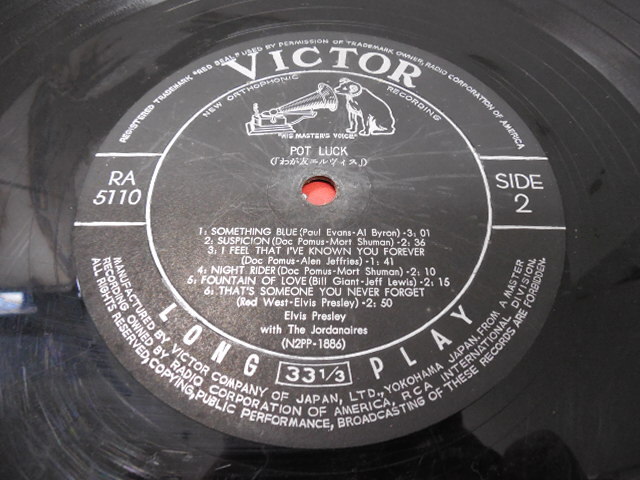 REGISTERED TRADEMARK "RED SEAL" USED BY PERMISSION OF TRADEMARK OWNER, RADIO CORPORATION OF AMERICA
VICTOR
NEW ORTHOPHONIC RECORDING
"HIS MASTER'S VOICE"
POT LUCK
(「わが友エルヴィス」)
RA
5110
SIDE
2
1: SOMETHING BLUE (Paul Evans-Al Byron)-3: 01
2: SUSPICION (Doc Pomus-Mort Shuman)-2: 36
3: I FEEL THAT I'VE KNOWN YOU FOREVER
(Doc Pomus-Alen Jeffries)-1: 41
4: NIGHT RIDER (Doc Pomus-Mort Shuman)-2: 10
5: FOUNTAIN OF LOVE (Bill Giant-Jeff Lewis)-2: 15
6: THAT'S SOMEONE YOU NEVER FORGET
(Red West-Elvis Presley)-2: 50
Elvis Presley
with The Jordanaires
(N2PP-1886)
LONG 33 1/3 PLAY
MANUFACTURED BY VICTOR COMPANY OF JAPAN, LTD., YOKOHAMA JAPAN, FROM A MASTER
RECORDING OWNED BY RADIO CORPORATION OF AMERICA, RCA INTERNATIONAL DIVISION.
ALL RIGHTS RESERVED, COPYING, PUBLIC PERFORMANCE, BROADCASTING OF THESE RECORDS ARE FORBIDDEN.